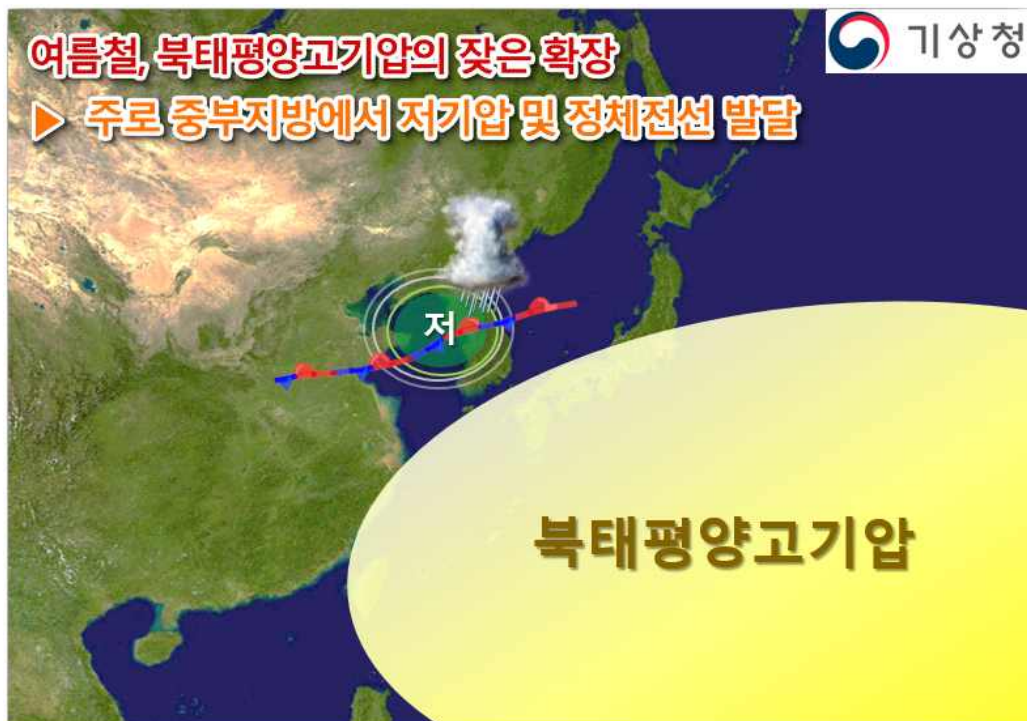 여름철, 북태평양고기압의 잦은 확장
기상청
▶ 주로 중부지방에서 저기압 및 정체전선 발달
저
북태평양고기압